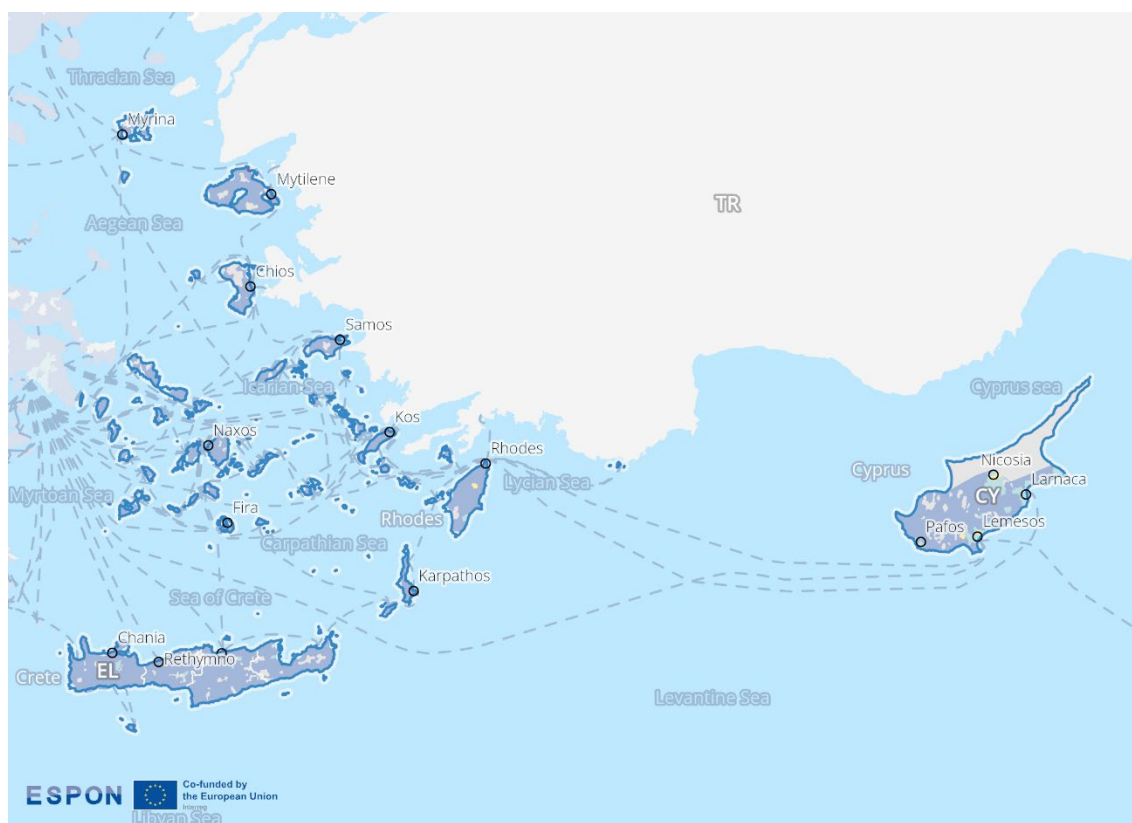 Thracian Sea
Myrina
Mytilene
TR
Aegean Sea
Chios
Samos
Icarian Sea
Cyprus sea
Kos
Naxos
Rhodes
Nicosia
Cyprus
Lycian Sea
Larnaca
Myrtoan Sea
CY
Fira
Rhodes
Pafos
Lemesos
Carpathian Sea
Karpathos
Sea of Crete
Chania
Rethymno
EL
Crete
Levantine Sea
ESPON
Co-funded by
the European Union
Interreg
Libyan Sea